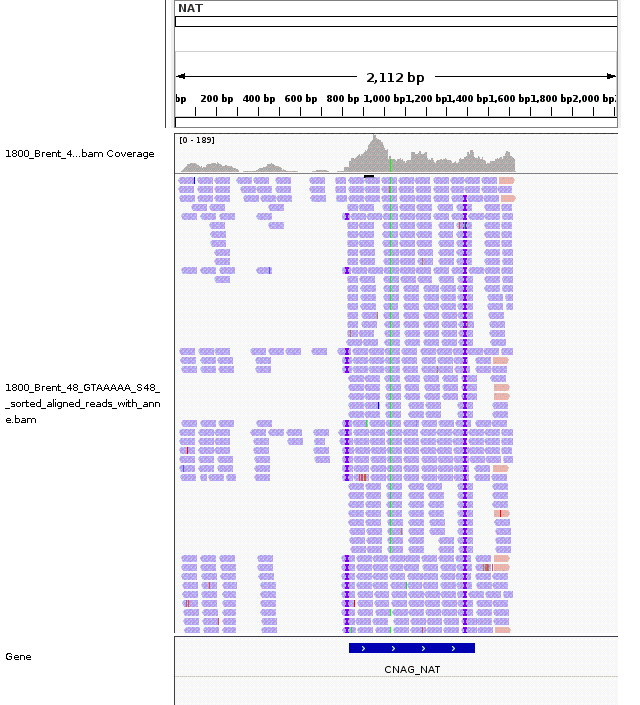 NAT
2,112 bp
bp 200 bp 400 bp 600 bp 800 bp 1,000 bp 1,200 bp 1,400 bp 1,600 bp 1,800 bp 2,000 bp
[0 - 189]
1800_Brent_4...bam Coverage
1800_Brent_48_GTAAAAA_S48_
_sorted_aligned_reads_with_ann
e.bam
Gene
CNAG_NAT